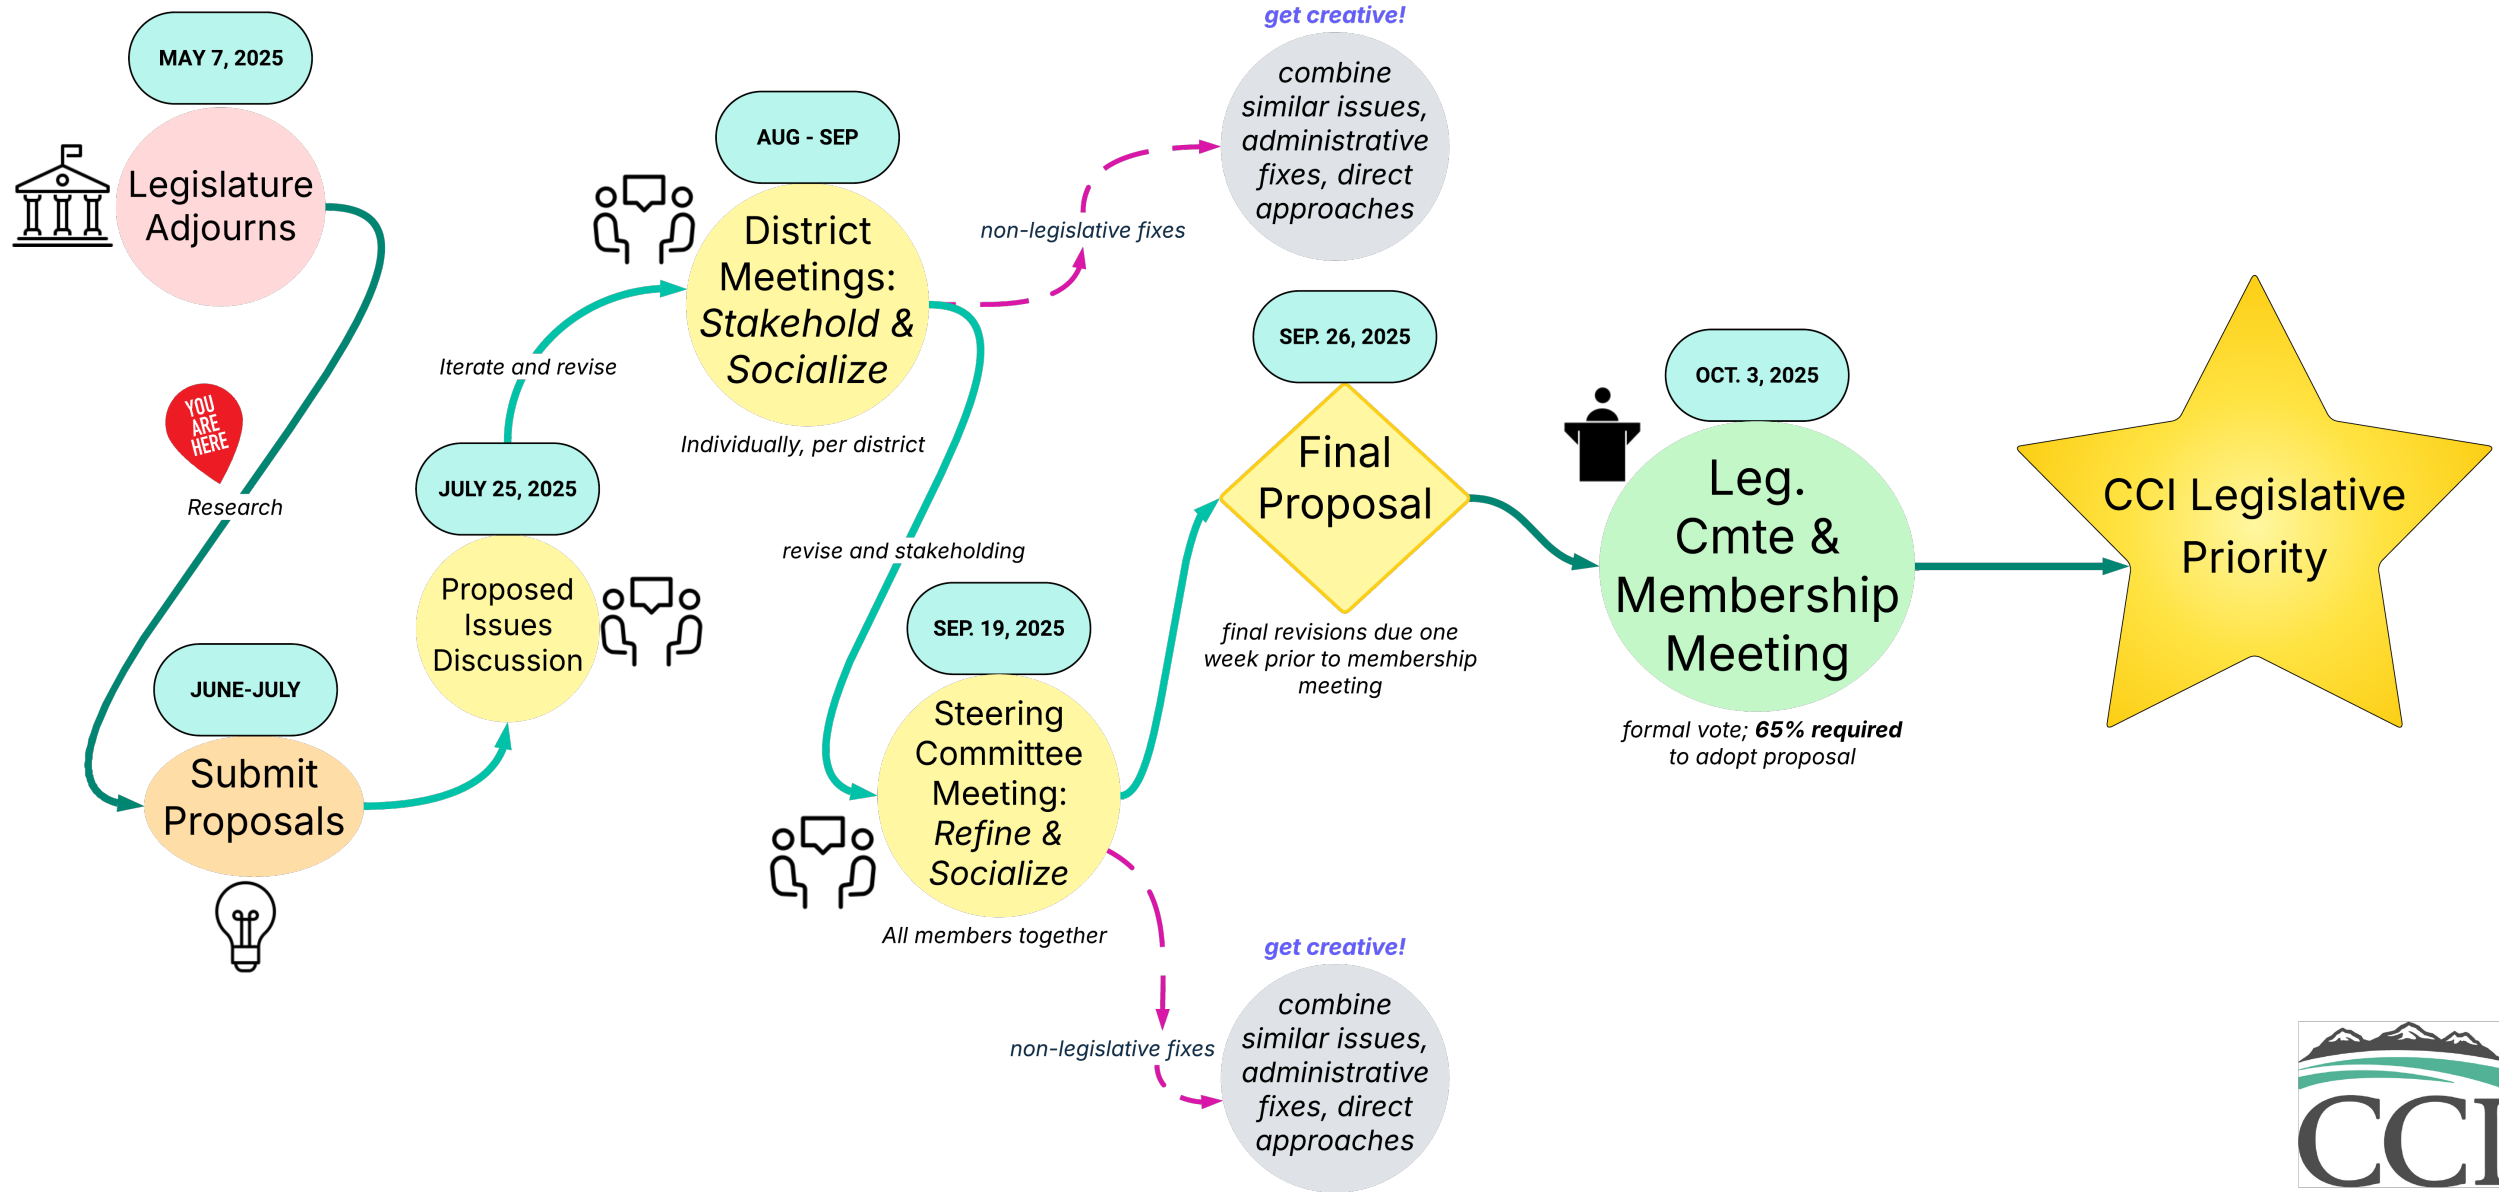 MAY 7, 2025
Legislature
Adjourns
YOU
ARE
HERE
Research
JUNE-JULY
Submit
Proposals
JULY 25, 2025
Proposed
Issues
Discussion
Iterate and revise
AUG - SEP
District
Meetings:
Stakehold &
Socialize
Individually, per district
non-legislative fixes
get creative!
combine
similar issues,
administrative
fixes, direct
approaches
revise and stakeholding
SEP. 19, 2025
Steering
Committee
Meeting:
Refine &
Socialize
All members together
non-legislative fixes
get creative!
combine
similar issues,
administrative
fixes, direct
approaches
SEP. 26, 2025
Final
Proposal
final revisions due one
week prior to membership
meeting
OCT. 3, 2025
Leg.
Cmte &
Membership
Meeting
formal vote; 65% required
to adopt proposal
CCI Legislative
Priority
CCI